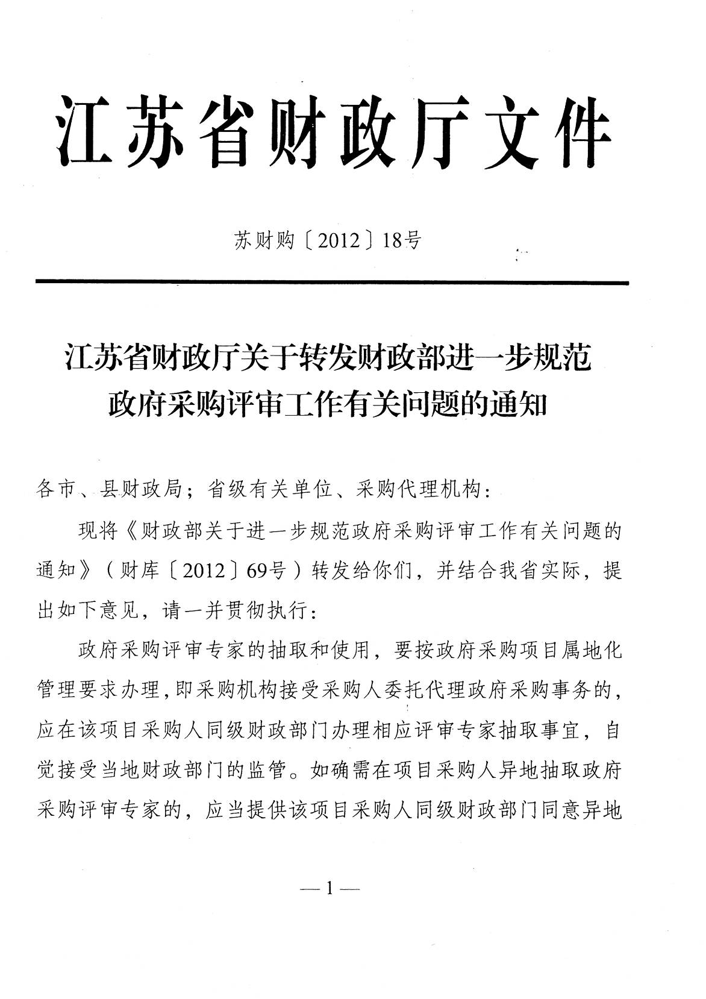 江苏省财政厅文件
苏财购〔2012〕18号
江苏省财政厅关于转发财政部进一步规范
政府采购评审工作有关问题的通知
各市、县财政局；省级有关单位、采购代理机构：
现将《财政部关于进一步规范政府采购评审工作有关问题的
通知》（财库〔2012〕69号）转发给你们，并结合我省实际，提
出如下意见，请一并贯彻执行：
政府采购评审专家的抽取和使用，要按政府采购项目属地化
管理要求办理，即采购机构接受采购人委托代理政府采购事务的，
应在该项目采购人同级财政部门办理相应评审专家抽取事宜，自
觉接受当地财政部门的监管。如确需在项目采购人异地抽取政府
采购评审专家的，应当提供该项目采购人同级财政部门同意异地
— 1 —